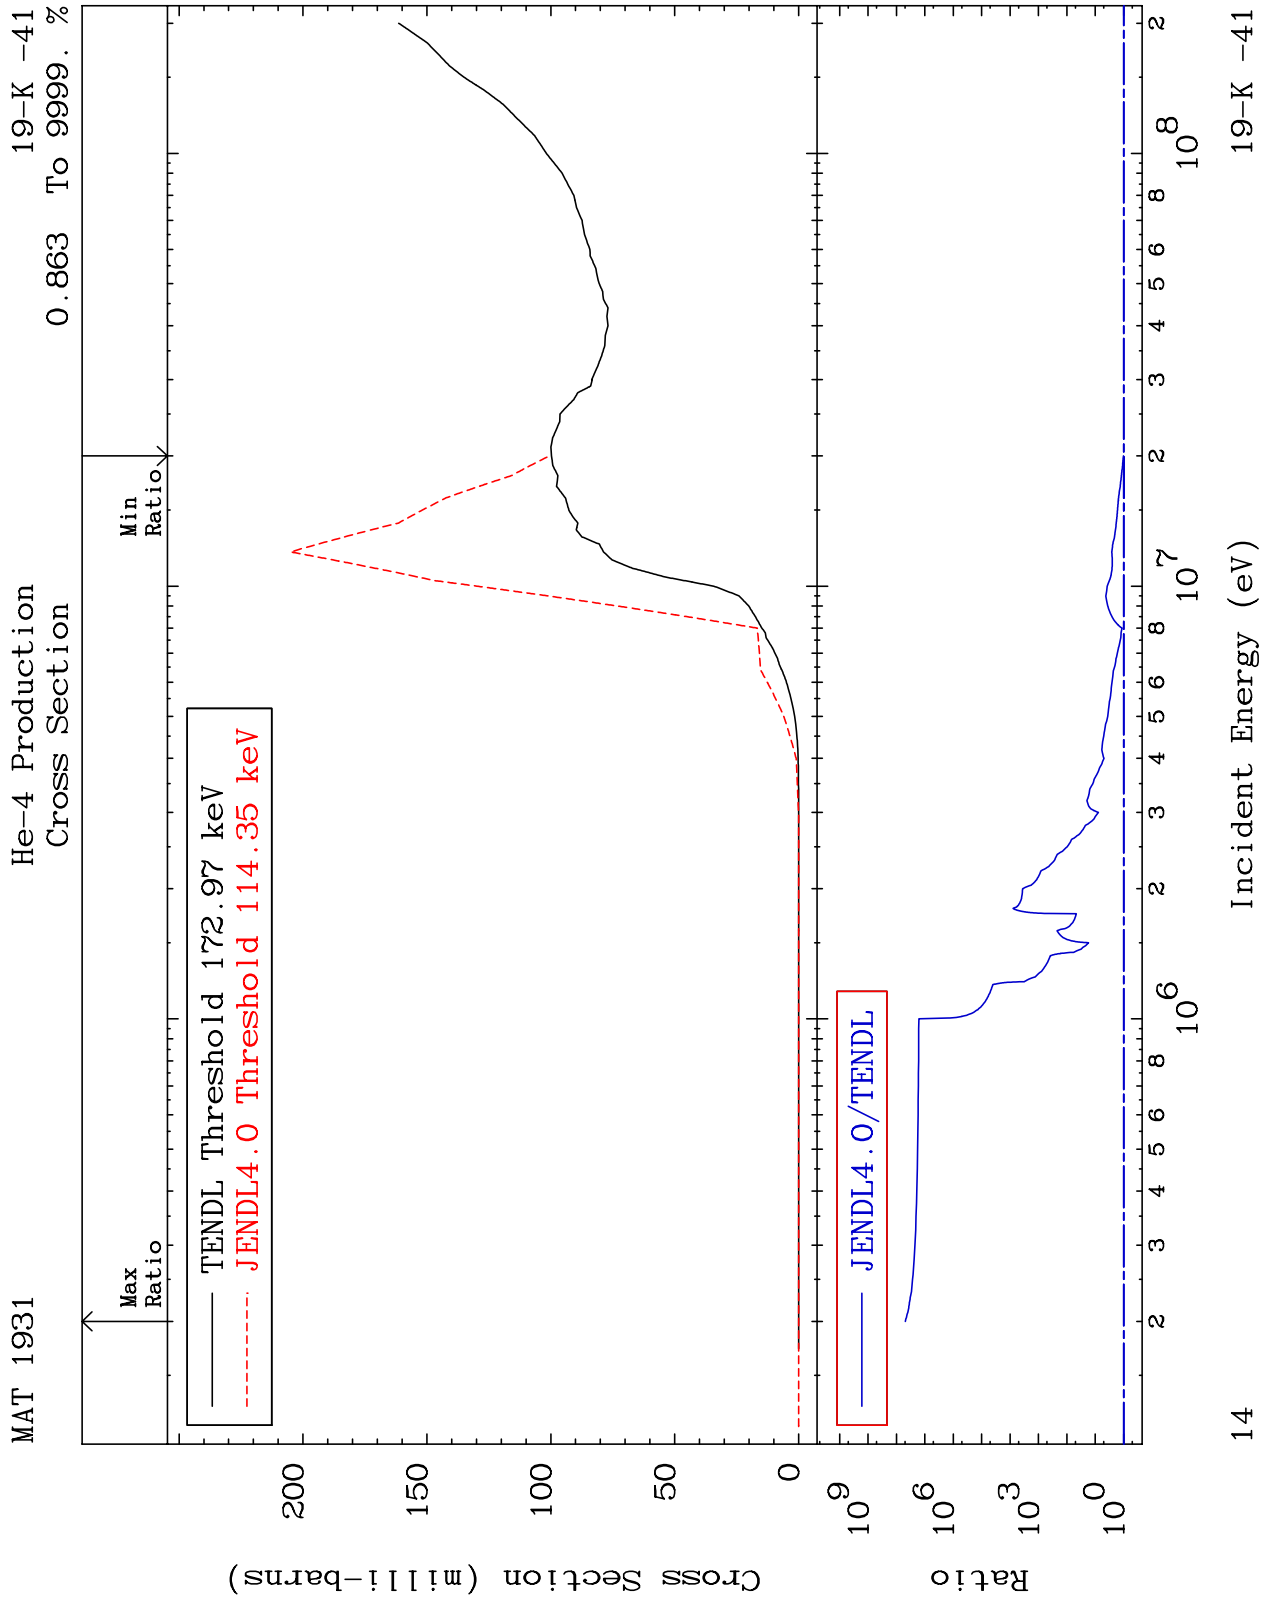 MAT 1931
He-4 Production
Cross Section
19-K -41
0.863 To 9999. %
Max
Ratio
Min
Ratio
TENDL Threshold 172.97 keV
JENDL4.0 Threshold 114.35 keV
200
150
100
50
0
Cross Section (milli-barns)
JENDL4.0/TENDL
10^9
10^6
10^3
10^0
Ratio
2 3 4 5 6 8 10^6 2 3 4 5 6 8 10^7 2 3 4 5 6 8 10^8 2
Incident Energy (eV)
14
19-K -41